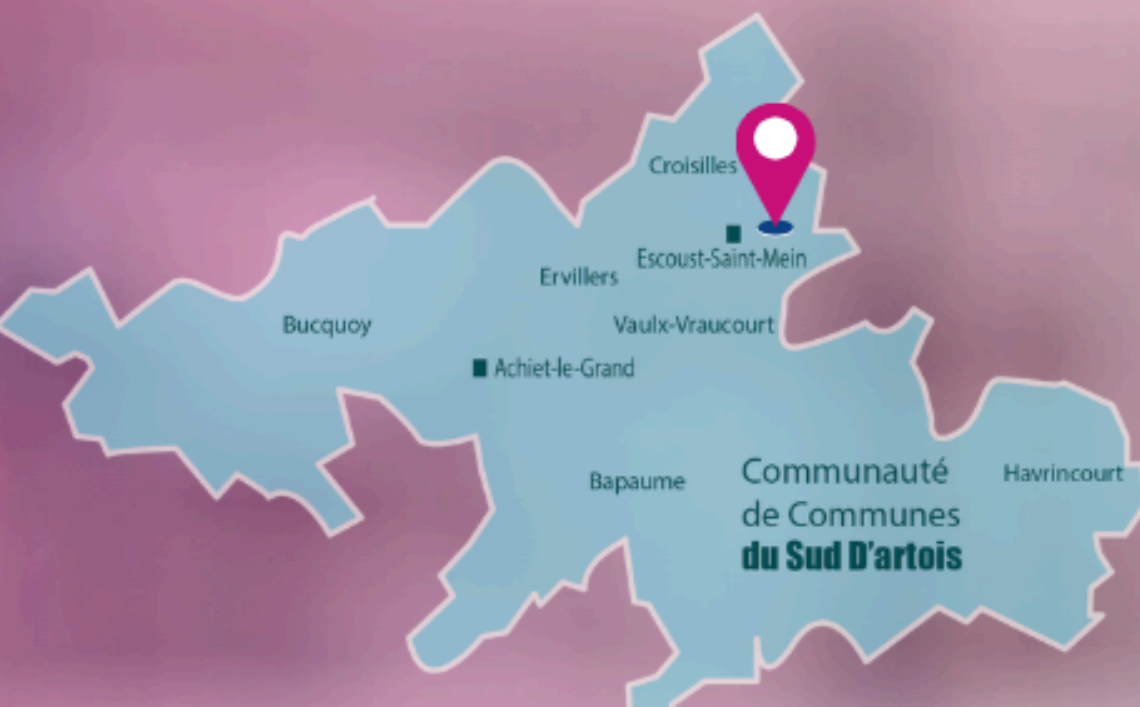 Croisilles
Escoust-Saint-Mein
Ervillers
Bucquoy
Vaulx-Vraucourt
Achiet-le-Grand
Bapaume
Communauté
de Communes
du Sud D'artois
Havrincourt